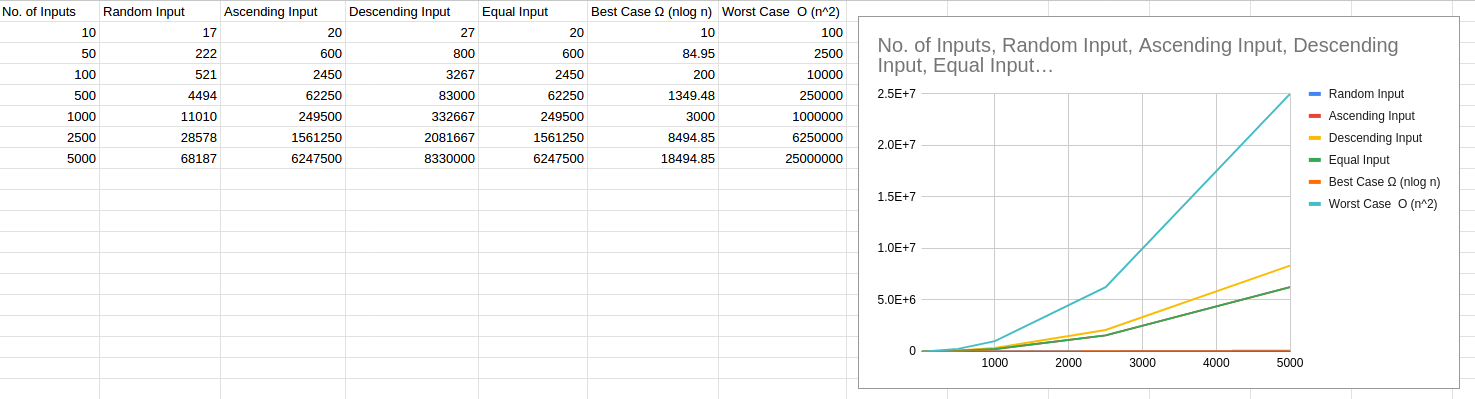 No. of Inputs Random Input Ascending Input Descending Input Equal Input Best Case Ω (nlog n) Worst Case  O (n^2)
10 17 20 27 20 10 100
50 222 600 800 600 84.95 2500
100 521 2450 3267 2450 200 10000
500 4494 62250 83000 62250 1349.48 250000
1000 11010 249500 332667 249500 3000 1000000
2500 28578 1561250 2081667 1561250 8494.85 6250000
5000 68187 6247500 8330000 6247500 18494.85 25000000
No. of Inputs, Random Input, Ascending Input, Descending
Input, Equal Input…
2.5E+7
2.0E+7
1.5E+7
1.0E+7
5.0E+6
0
1000 2000 3000 4000 5000
Random Input
Ascending Input
Descending Input
Equal Input
Best Case Ω (nlog n)
Worst Case  O (n^2)